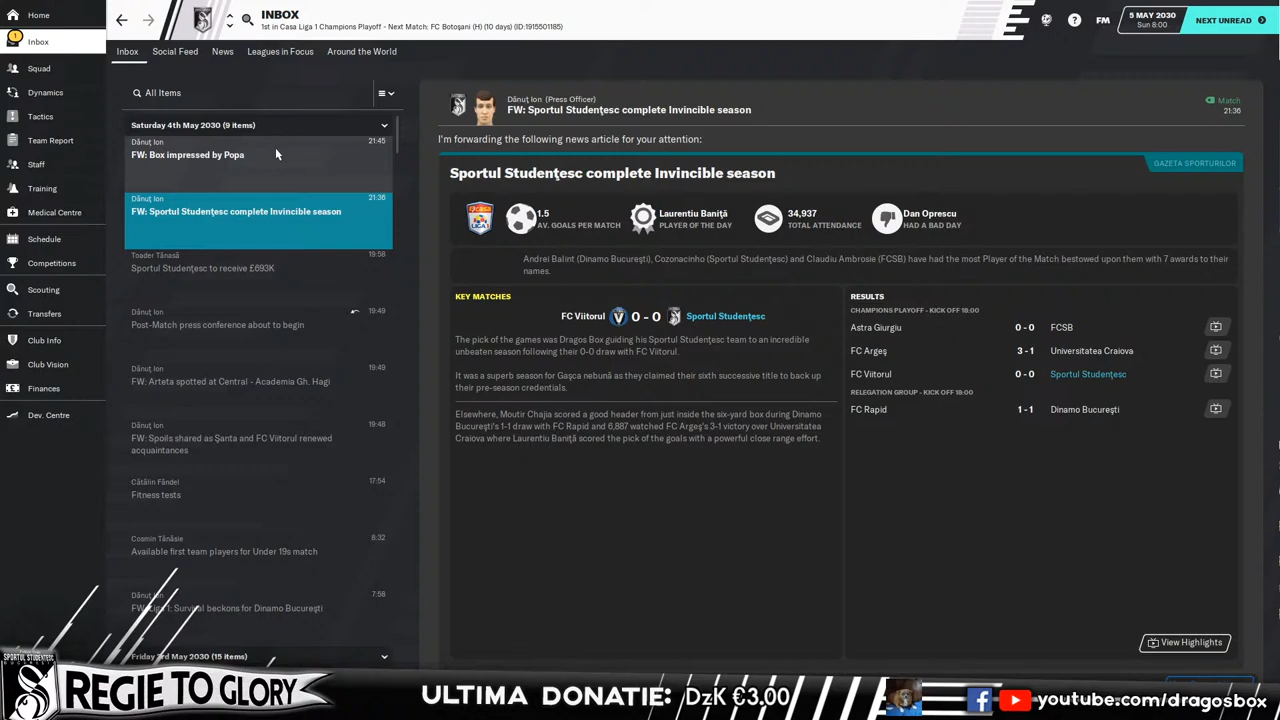 Home
1
Inbox
Squad
Dynamics
Tactics
Team Report
Staff
Training
Medical Centre
Schedule
Competitions
Scouting
Transfers
Club Info
Club Vision
Finances
Dev. Centre
INBOX
1st in Casa Liga 1 Champions Playoff - Next Match: FC Botoşani (H) (10 days) (ID:1915501185)
FM
5 MAY 2030
Sun 8:00
NEXT UNREAD
Inbox
Social Feed
News
Leagues in Focus
Around the World
All Items
Saturday 4th May 2030 (9 items)
Dănuţ Ion 21:45
FW: Box impressed by Popa
Dănuţ Ion 21:36
FW: Sportul Studenţesc complete Invincible season
Toader Tănasă 19:58
Sportul Studenţesc to receive £693K
Dănuţ Ion 19:49
Post-Match press conference about to begin
Dănuţ Ion 19:49
FW: Arteta spotted at Central - Academia Gh. Hagi
Dănuţ Ion 19:48
FW: Spoils shared as Şanta and FC Viitorul renewed
acquaintances
Cătălin Făndel 17:54
Fitness tests
Cosmin Tănăsie 8:32
Available first team players for Under 19s match
Dănuţ Ion 7:56
FW: Liga 1: Survival beckons for Dinamo Bucureşti
Friday 3rd May 2030 (15 items)
Dănuţ Ion (Press Officer)
FW: Sportul Studenţesc complete Invincible season
Match
21:36
I'm forwarding the following news article for your attention:
GAZETA SPORTURILOR
Sportul Studenţesc complete Invincible season
1.5
AV. GOALS PER MATCH
Laurentiu Baniţă
PLAYER OF THE DAY
34,937
TOTAL ATTENDANCE
Dan Oprescu
HAD A BAD DAY
Andrei Balint (Dinamo Bucureşti), Cozonacinho (Sportul Studenţesc) and Claudiu Ambrosie (FCSB) have had the most Player of the Match bestowed upon them with 7 awards to their
names.
KEY MATCHES
FC Viitorul 0 - 0 Sportul Studenţesc
The pick of the games was Dragos Box guiding his Sportul Studenţesc team to an incredible
unbeaten season following their 0-0 draw with FC Viitorul.
It was a superb season for Gaşca nebună as they claimed their sixth successive title to back up
their pre-season credentials.
Elsewhere, Moutir Chajia scored a good header from just inside the six-yard box during Dinamo
Bucureşti's 1-1 draw with FC Rapid and 6,887 watched FC Argeş's 3-1 victory over Universitatea
Craiova where Laurentiu Baniţă scored the pick of the goals with a powerful close range effort.
RESULTS
CHAMPIONS PLAYOFF - KICK OFF 18:00
Astra Giurgiu 0 - 0 FCSB
FC Argeş 3 - 1 Universitatea Craiova
FC Viitorul 0 - 0 Sportul Studenţesc
RELEGATION GROUP - KICK OFF 18:00
FC Rapid 1 - 1 Dinamo Bucureşti
View Highlights
SPORTUL STUDENTESC
REGIE TO GLORY
ULTIMA DONATIE: DzK €3.00
youtube.com/dragosbox